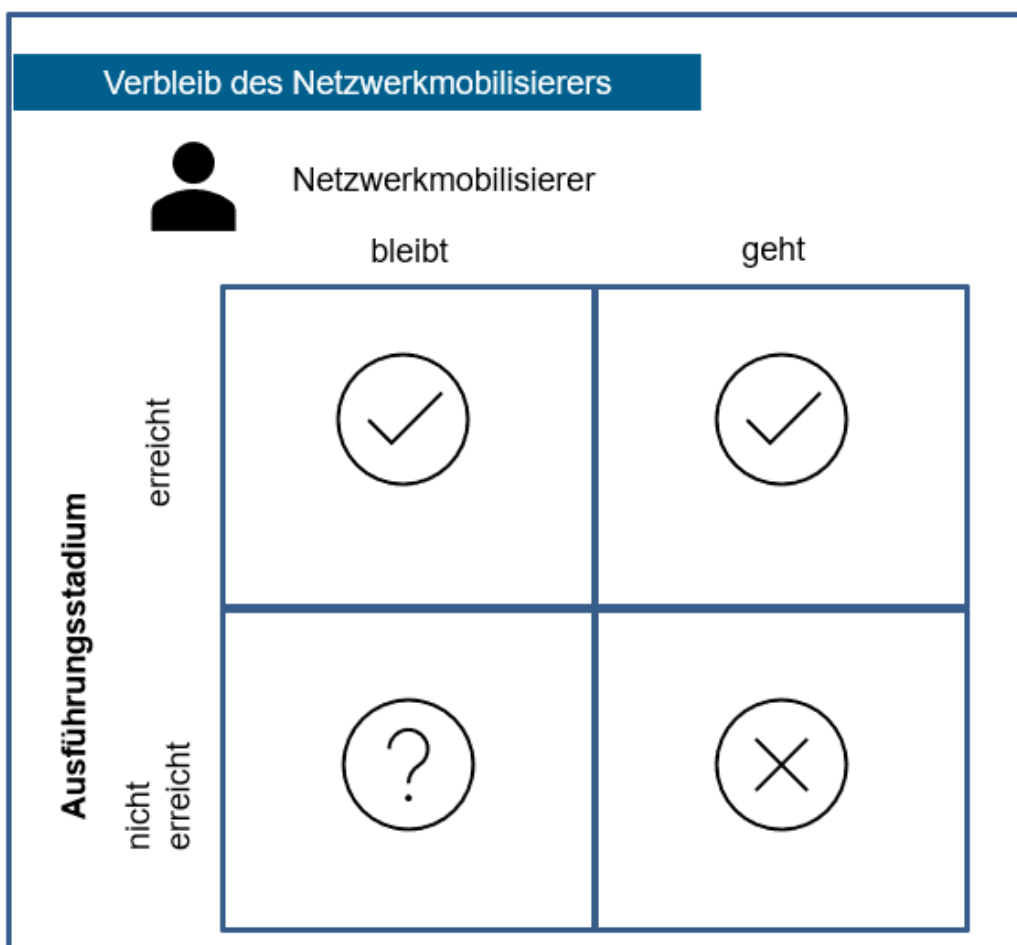 Verbleib des Netzwerkmobilisierers
Netzwerkmobilisierer
bleibt
geht
Ausführungsstadium
erreicht
nicht
erreicht
?